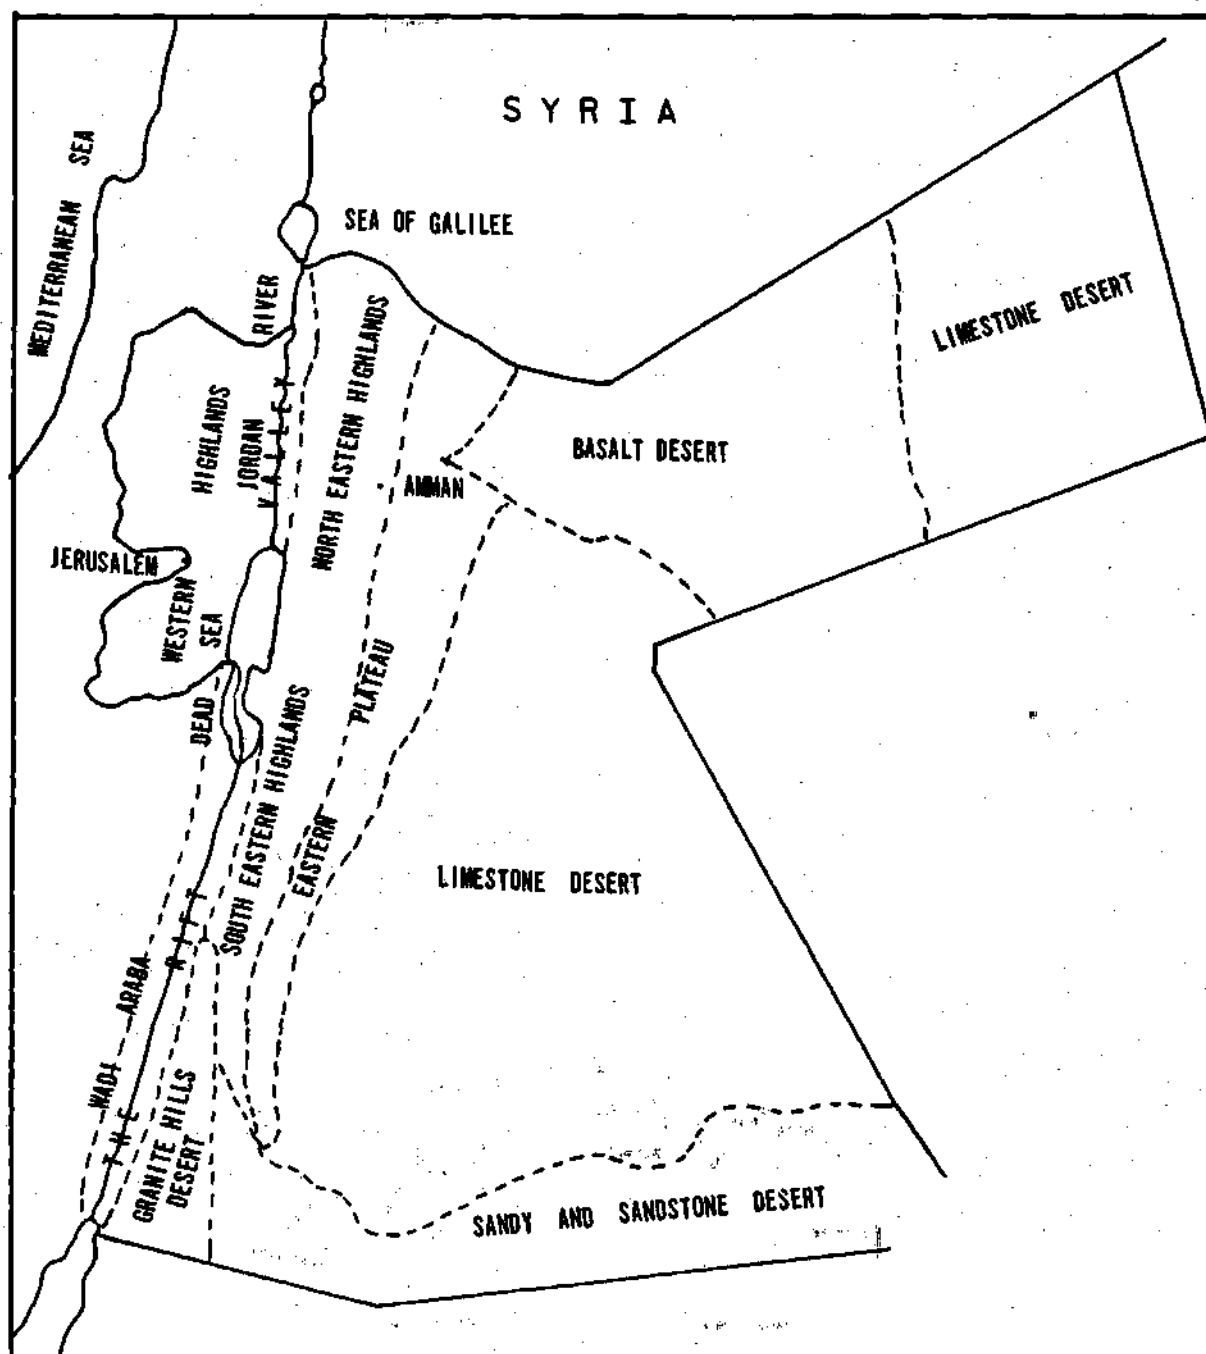 SYRIA
MEDITERRANEAN SEA
SEA OF GALILEE
RIVER
JORDAN
VALLEY
HIGHLANDS
WESTERN
NORTH EASTERN HIGHLANDS
LIMESTONE DESERT
BASALT DESERT
AMMAN
JERUSALEM
SEA
DEAD
PLATEAU
EASTERN
SOUTH EASTERN HIGHLANDS
LIMESTONE DESERT
RIFT
THE
WADI ARABA
GRANITE HILLS
DESERT
SANDY AND SANDSTONE DESERT